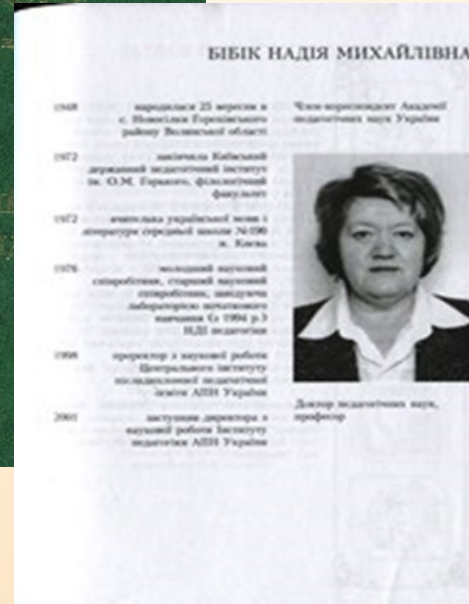 БІБІК НАДІЯ МИХАЙЛІВНА
1948
народилася 25 вересня в
с. Новосілки Горохівського
району Волинської області
1972
закінчила Київський
державний педагогічний інститут
ім. О.М. Горького, філологічний
факультет
1972
вчителька української мови і
літератури середньої школи №190
м. Києва
1976
молодший науковий
співробітник, старший науковий
співробітник, завідуюча
лабораторією початкового
навчання (з 1994 р.)
НДІ педагогіки
1998
проректор з наукової роботи
Центрального інституту
післядипломної педагогічної
освіти АПН України
2001
заступник директора з
наукової роботи Інституту
педагогіки АПН України
Член-кореспондент Академії
педагогічних наук України
Доктор педагогічних наук,
професор